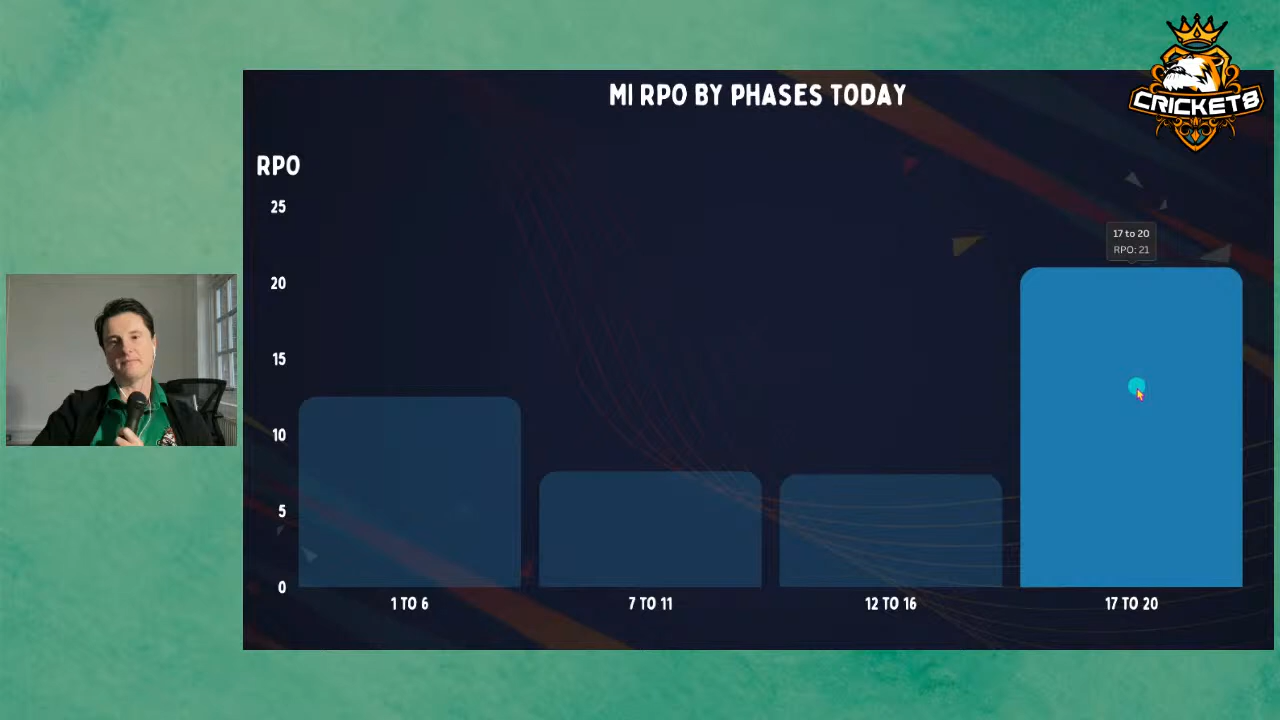 CRICKET8
MI RPO BY PHASES TODAY
RPO
25
20
15
10
5
0
17 to 20
RPO: 21
1 TO 6
7 TO 11
12 TO 16
17 TO 20